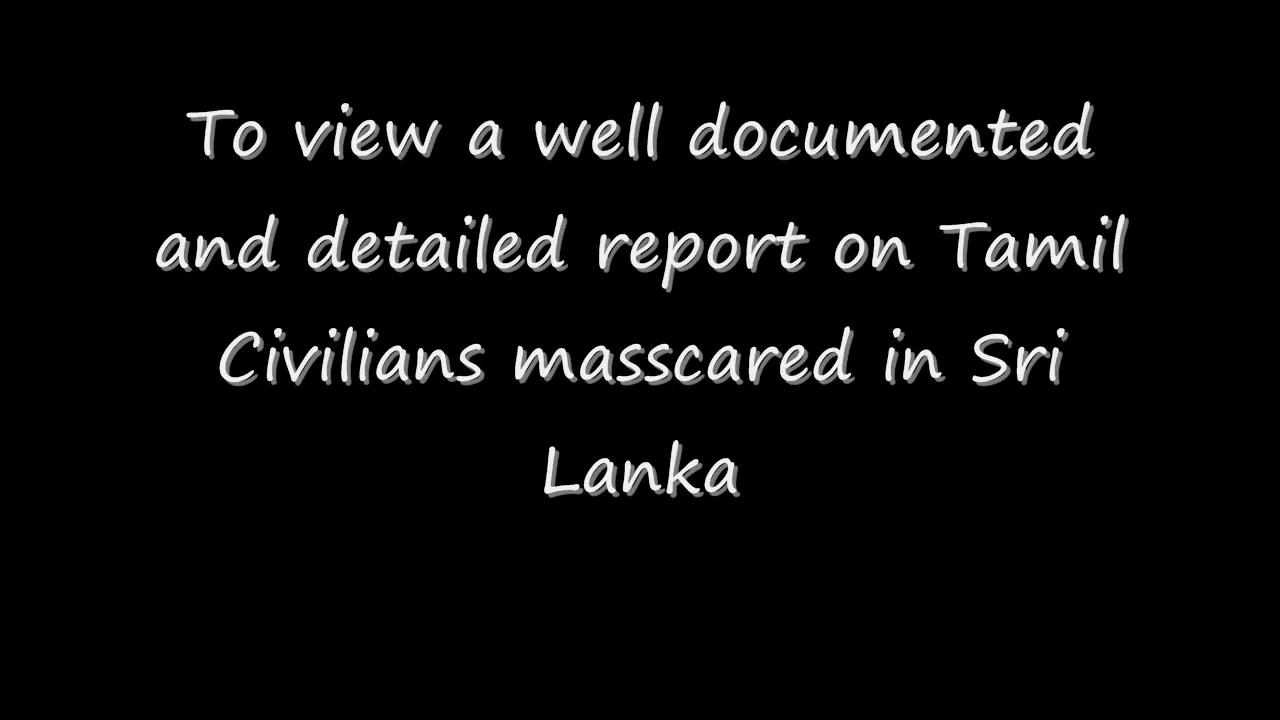 To view a well documented
and detailed report on Tamil
Civilians masscared in Sri
Lanka